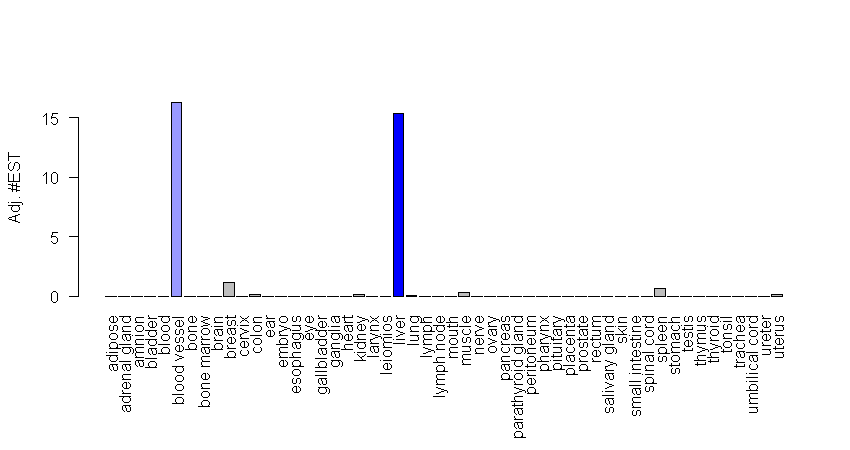 Adj. #EST
15
10
5
0
adipose
adrenal gland
amnion
bladder
blood
blood vessel
bone
bone marrow
brain
breast
cervix
colon
ear
embryo
esophagus
eye
gallbladder
ganglia
heart
kidney
larynx
leiomios
liver
lung
lymph
lymph node
mouth
muscle
nerve
ovary
pancreas
parathyroid gland
peritoneum
pharynx
pituitary
placenta
prostate
rectum
salivary gland
skin
small intestine
spinal cord
spleen
stomach
testis
thymus
thyroid
tonsil
trachea
umbilical cord
ureter
uterus